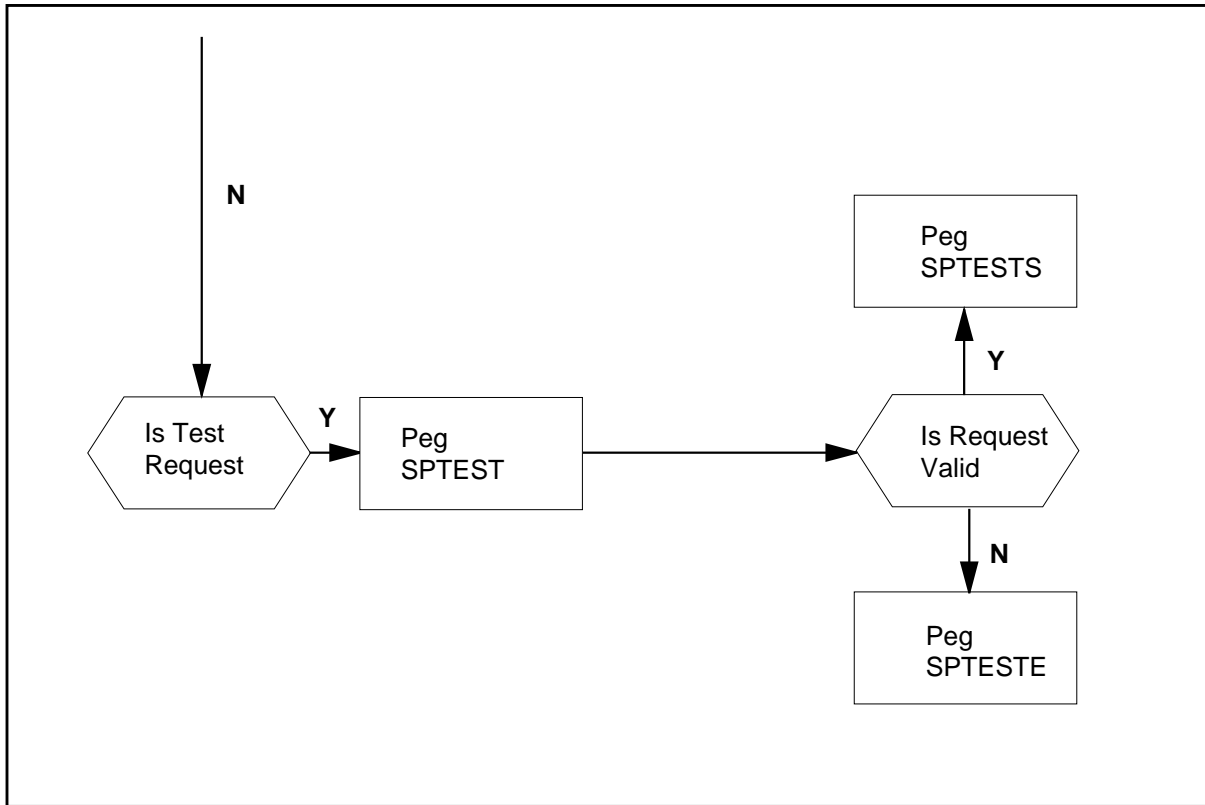 N
Is Test
Request
Y
Peg
SPTEST
Is Request
Valid
Y
Peg
SPTESTS
N
Peg
SPTESTE